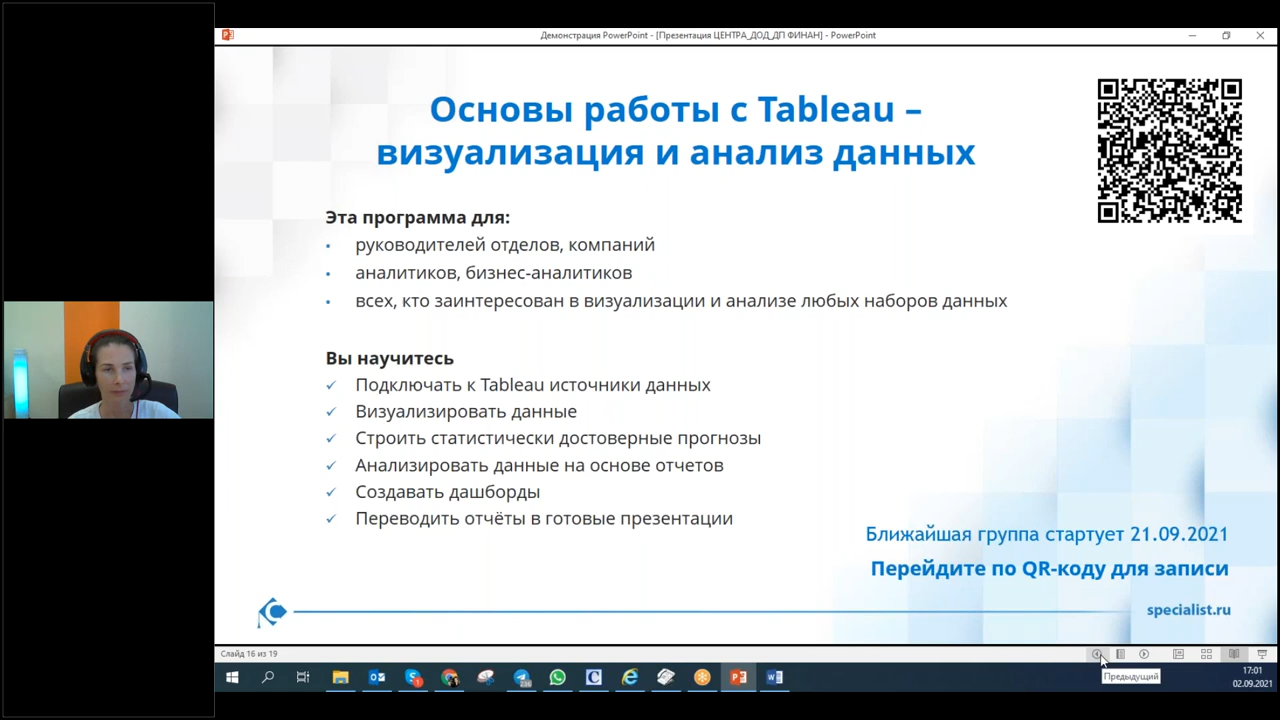 Демонстрация PowerPoint - [Презентация ЦЕНТРА_ДОД_ДП ФИНАН] - PowerPoint
Основы работы с Tableau –
визуализация и анализ данных
Эта программа для:
• руководителей отделов, компаний
• аналитиков, бизнес-аналитиков
• всех, кто заинтересован в визуализации и анализе любых наборов данных
Вы научитесь
✓ Подключать к Tableau источники данных
✓ Визуализировать данные
✓ Строить статистически достоверные прогнозы
✓ Анализировать данные на основе отчетов
✓ Создавать дашборды
✓ Переводить отчёты в готовые презентации
Ближайшая группа стартует 21.09.2021
Перейдите по QR-коду для записи
specialist.ru
Слайд 16 из 19
Предыдущий
17:01
02.09.2021